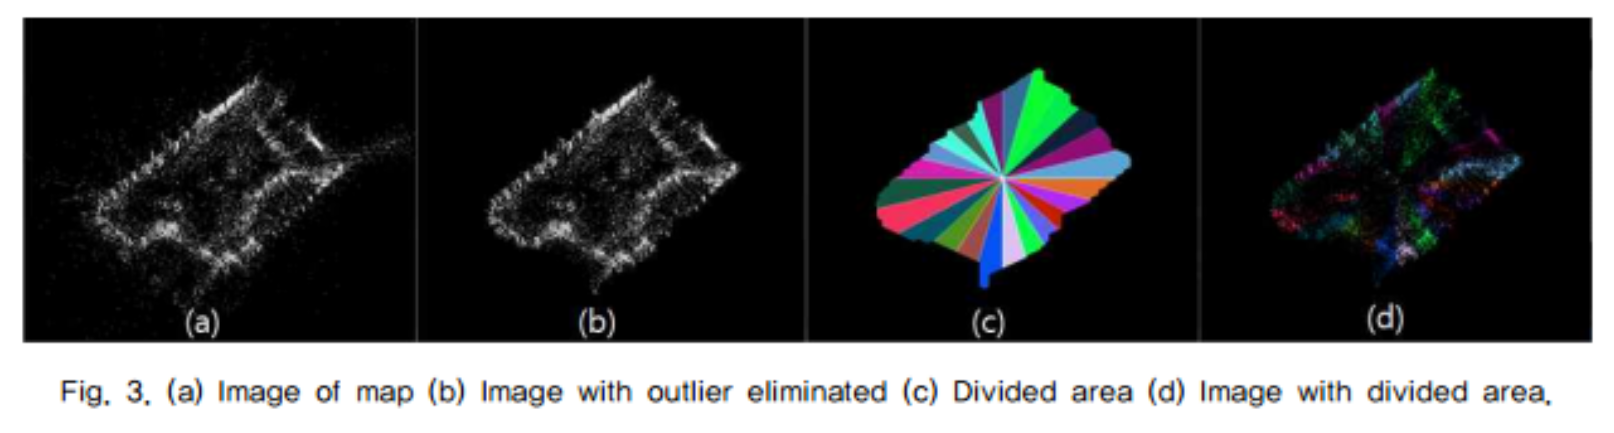 (a) (b) (c) (d)
Fig. 3. (a) Image of map (b) Image with outlier eliminated (c) Divided area (d) Image with divided area.